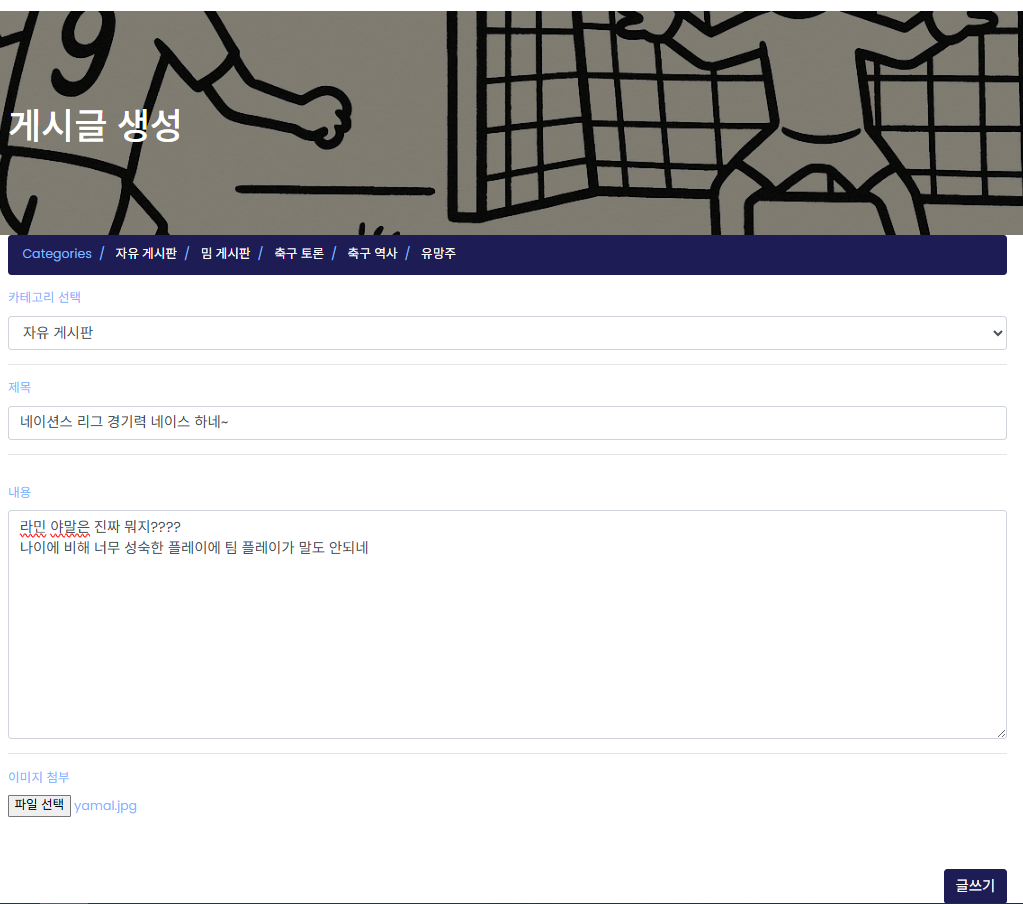 9
게시글 생성
Categories / 자유 게시판 / 밈 게시판 / 축구 토론 / 축구 역사 / 유망주
카테고리 선택
자유 게시판
제목
네이션스 리그 경기력 네이스 하네~
내용
라민 야말은 진짜 뭐지????
나이에 비해 너무 성숙한 플레이에 팀 플레이가 말도 안되네
이미지 첨부
파일 선택 yamal.jpg
글쓰기